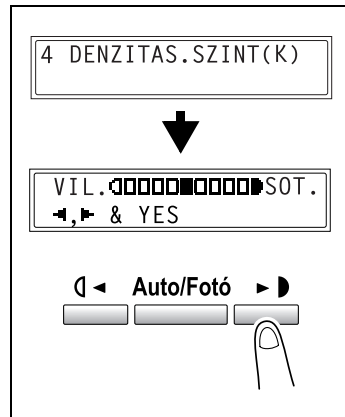 4 DENZITAS.SZINT(K)
VIL. SOT.
◄,► & YES
◄ Auto/Fotó ►